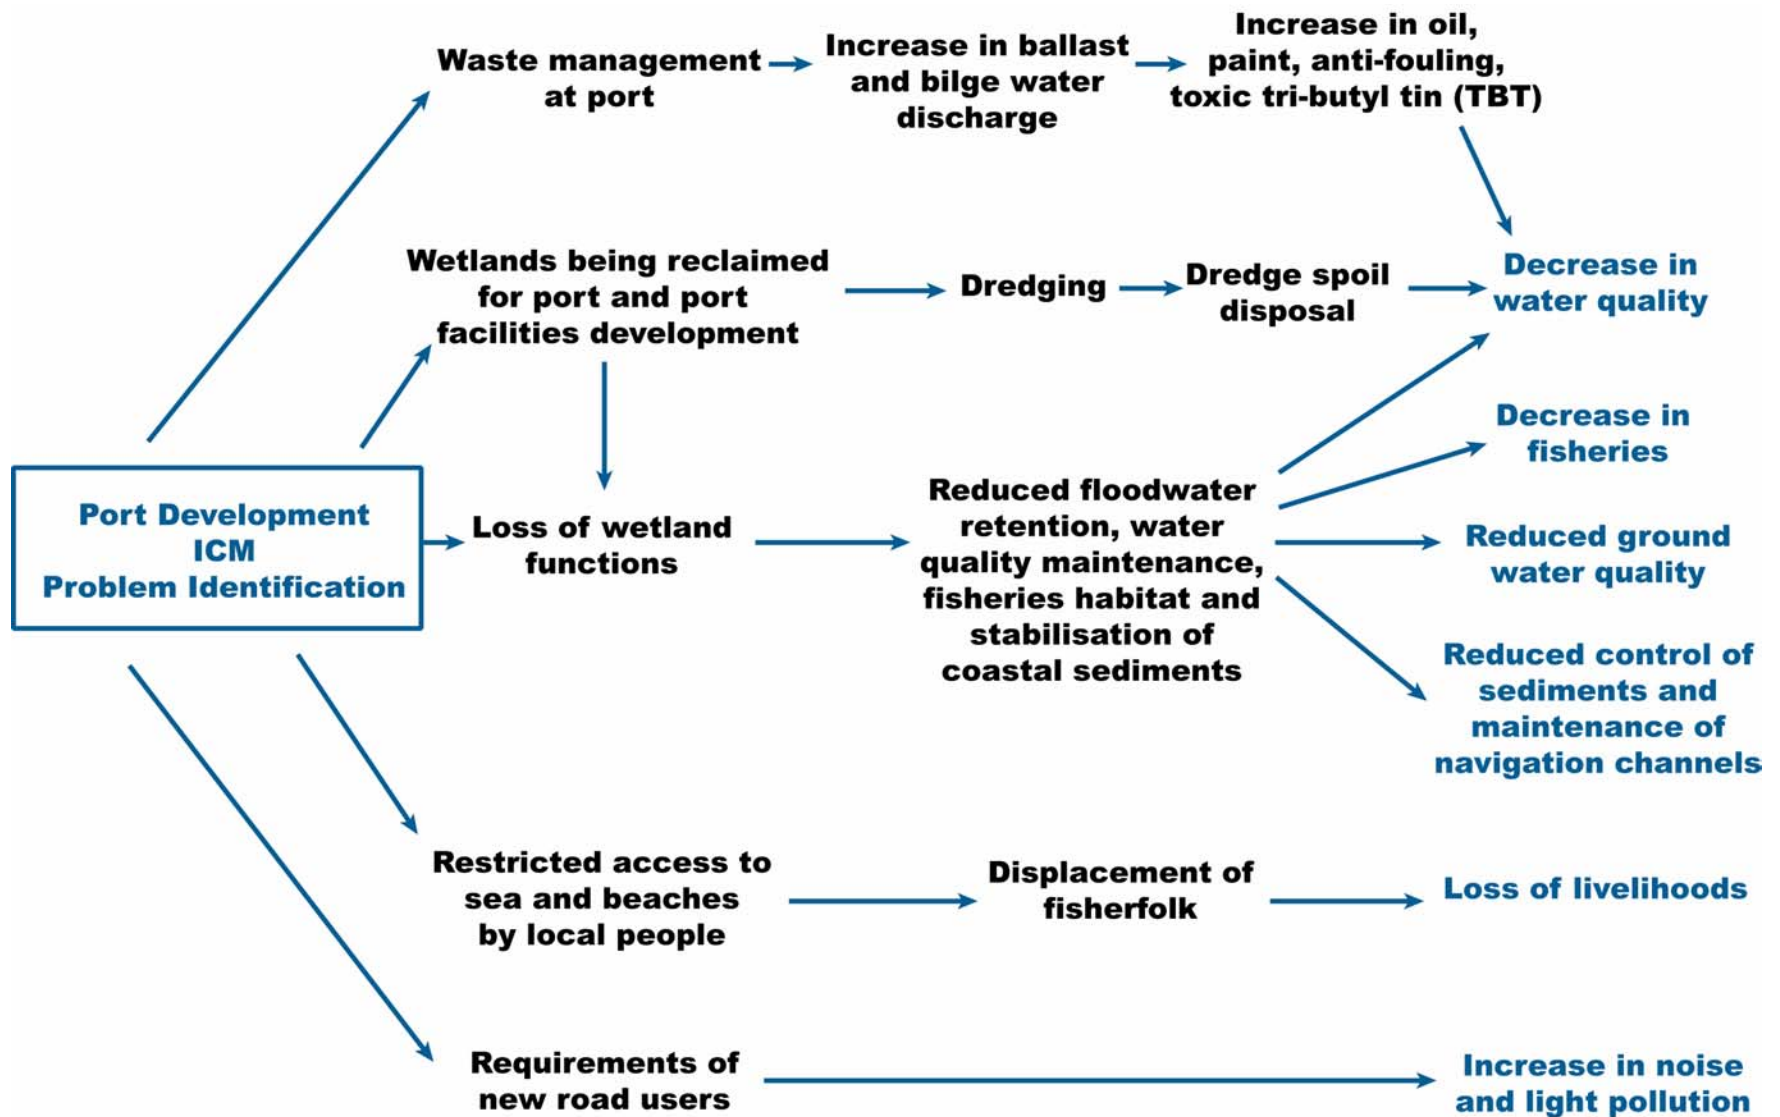 Waste management
at port
Increase in ballast
and bilge water
discharge
Increase in oil,
paint, anti-fouling,
toxic tri-butyl tin (TBT)
Wetlands being reclaimed
for port and port
facilities development
Dredging
Dredge spoil
disposal
Decrease in
water quality
Decrease in
fisheries
Port Development
ICM
Problem Identification
Loss of wetland
functions
Reduced floodwater
retention, water
quality maintenance,
fisheries habitat and
stabilisation of
coastal sediments
Reduced ground
water quality
Reduced control of
sediments and
maintenance of
navigation channels
Restricted access to
sea and beaches
by local people
Displacement of
fisherfolk
Loss of livelihoods
Requirements of
new road users
Increase in noise
and light pollution